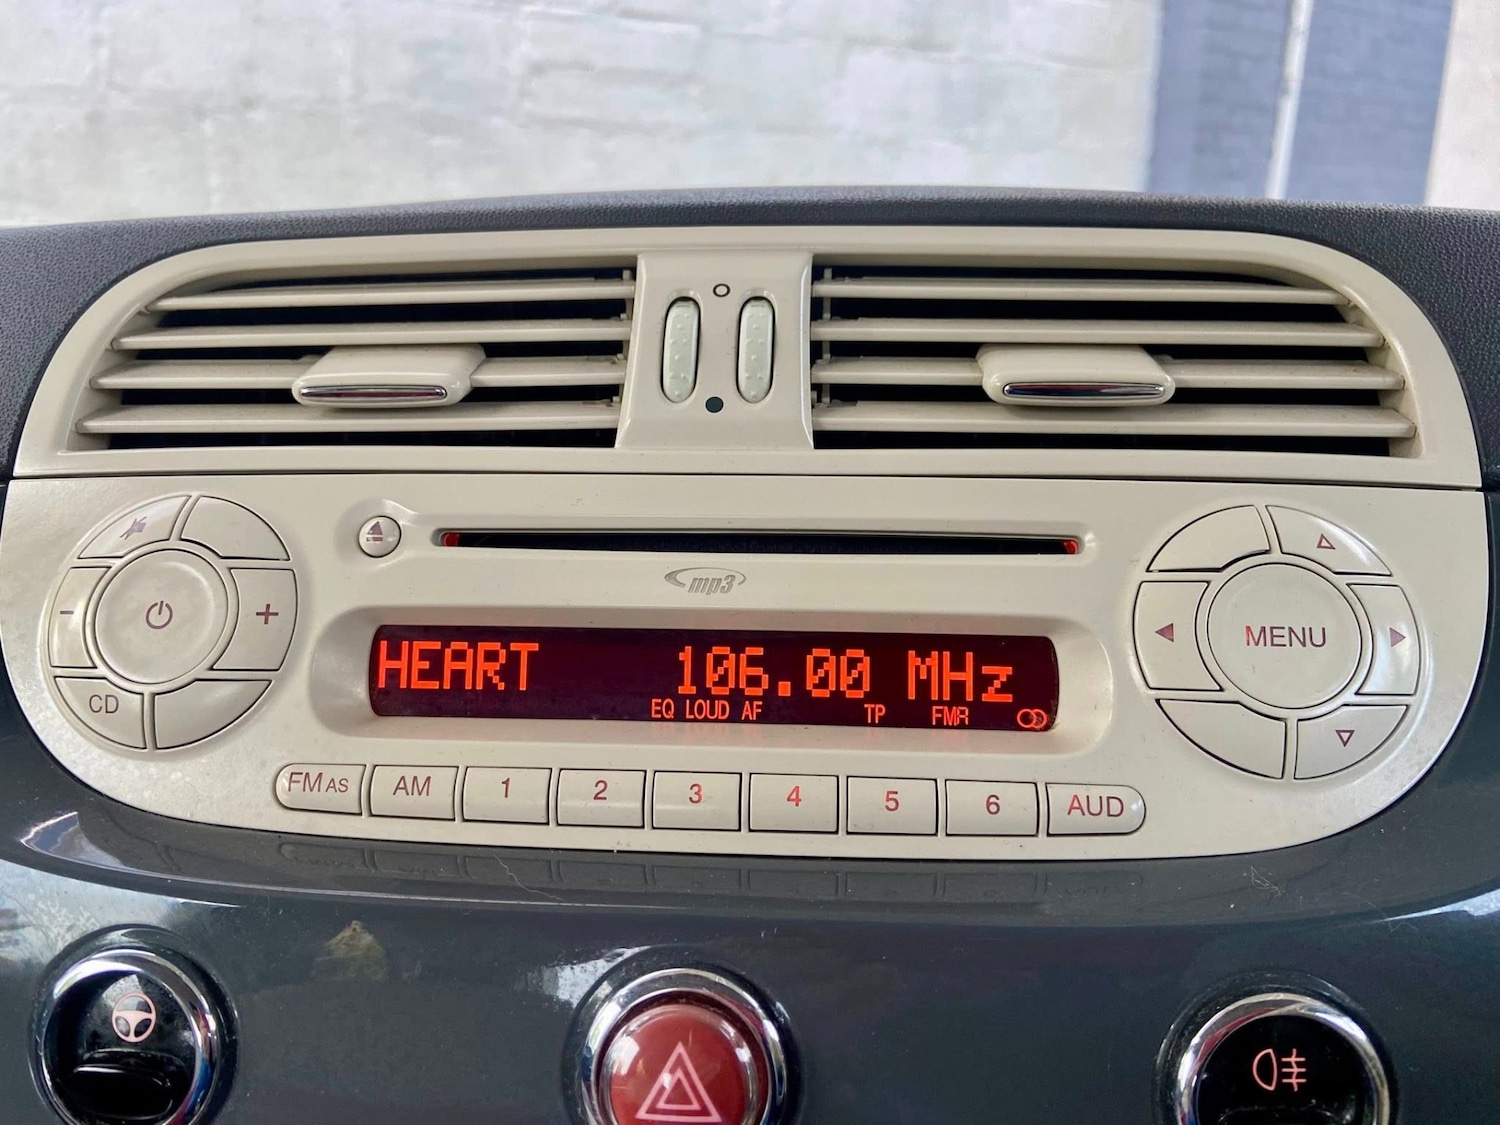 mp3
HEART 106.00 MHz
EQ LOUD AF TP FMA
CD
MENU
FM AS AM 1 2 3 4 5 6 AUD